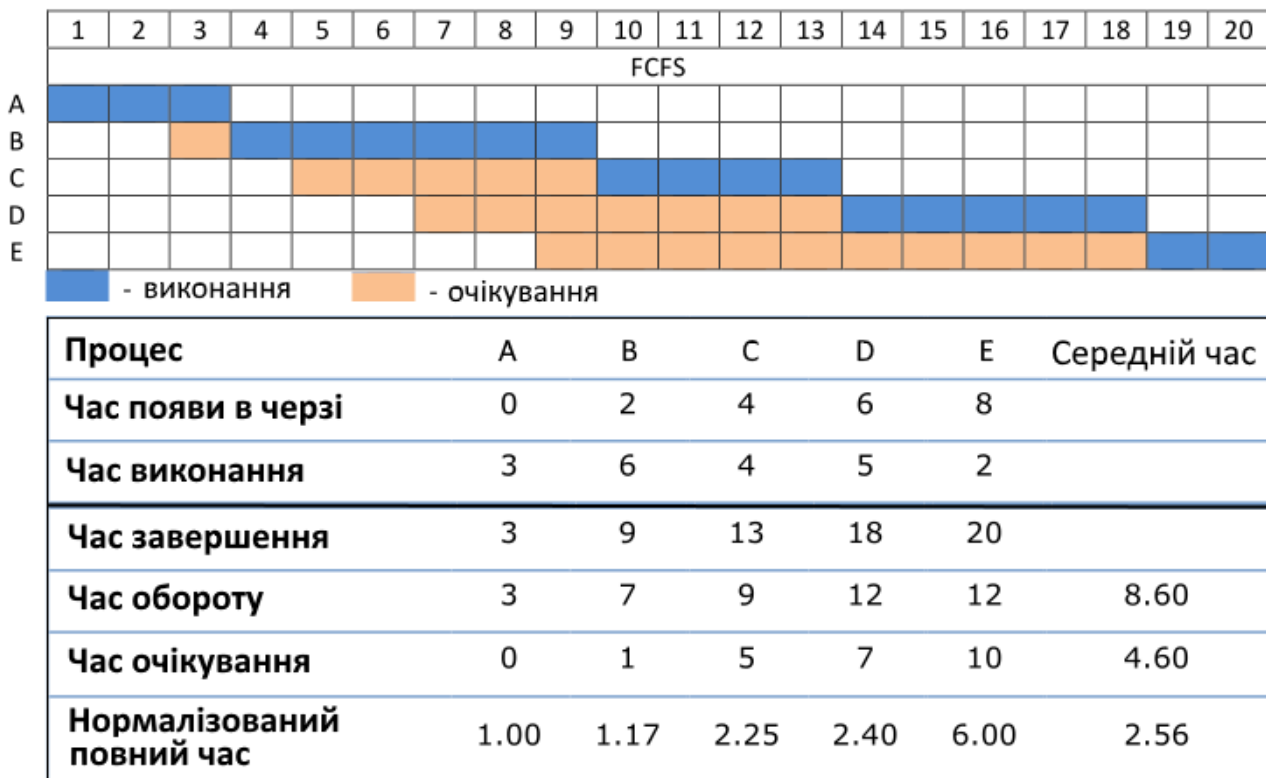 1 2 3 4 5 6 7 8 9 10 11 12 13 14 15 16 17 18 19 20
FCFS
A
B
C
D
E
- виконання - очікування
Процес A B C D E Середній час
Час появи в черзі 0 2 4 6 8
Час виконання 3 6 4 5 2
Час завершення 3 9 13 18 20
Час обороту 3 7 9 12 12 8.60
Час очікування 0 1 5 7 10 4.60
Нормалізований
повний час 1.00 1.17 2.25 2.40 6.00 2.56